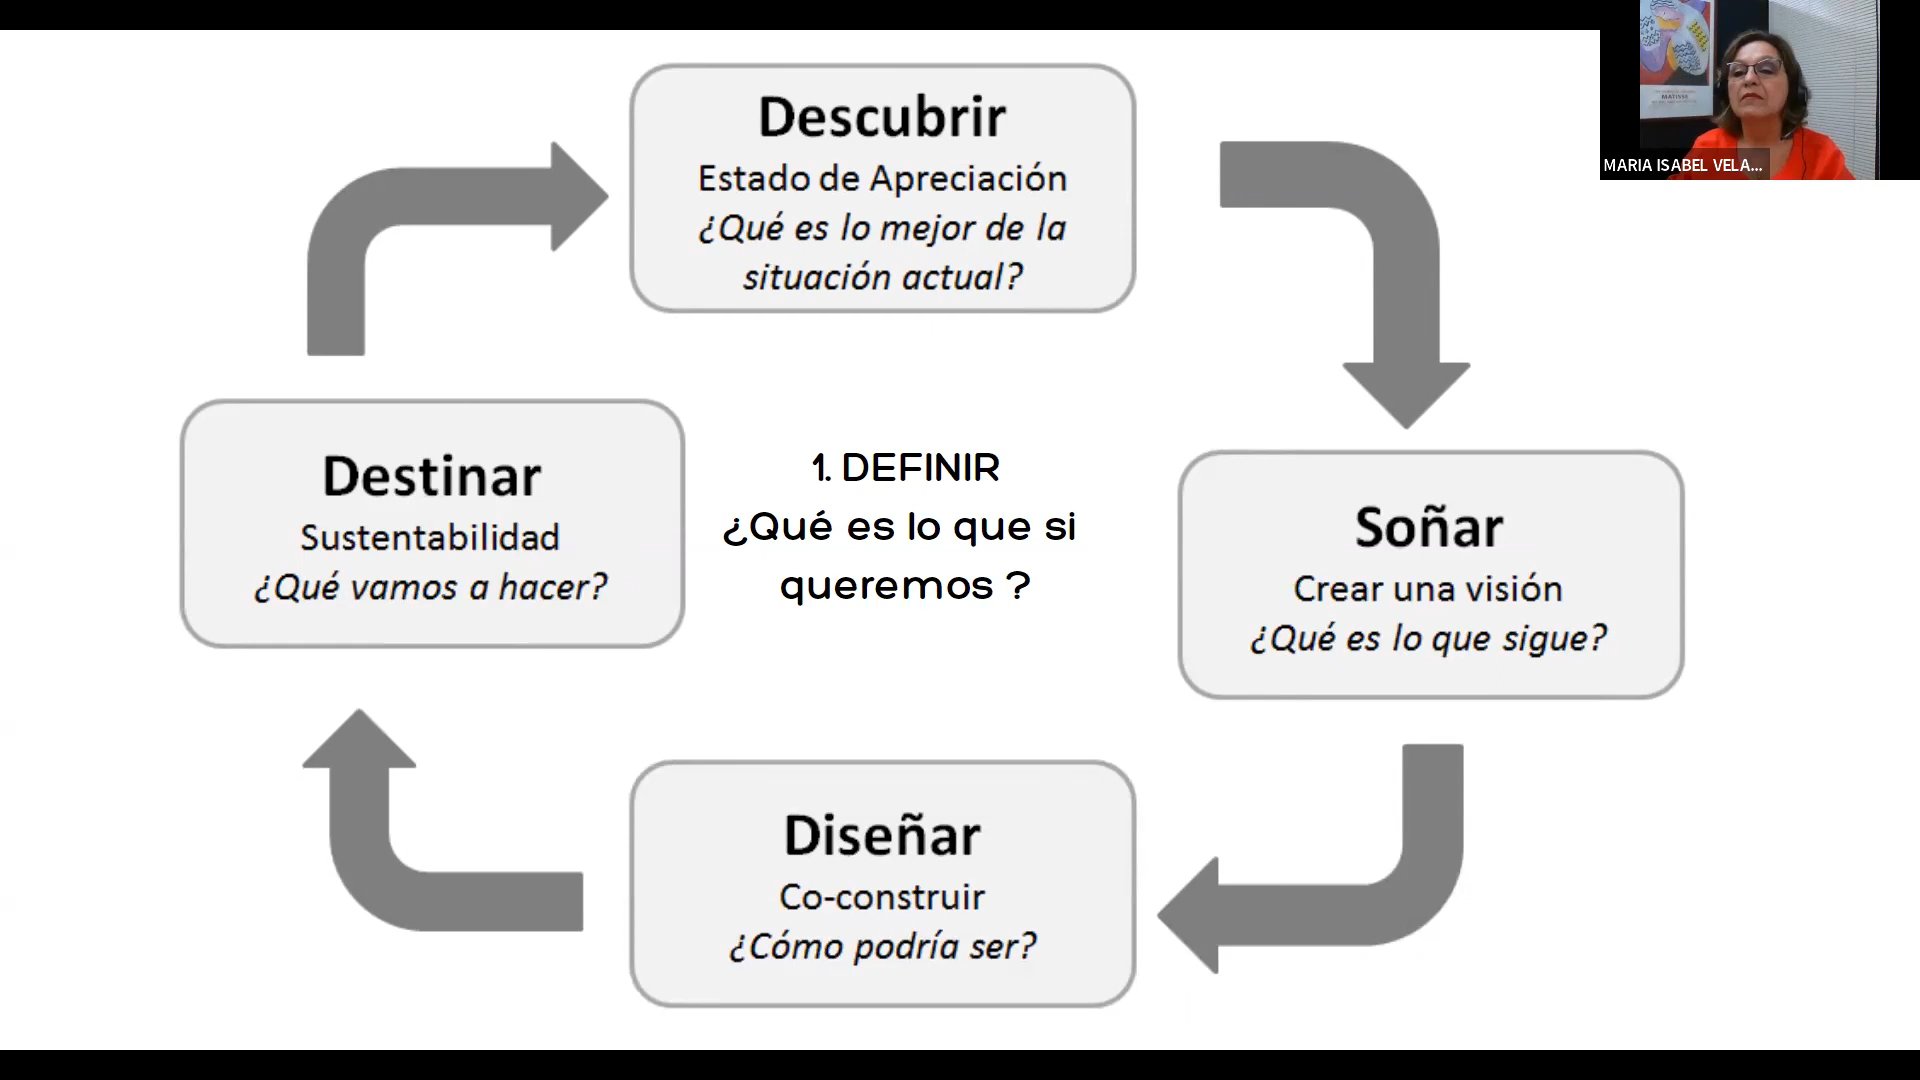 Descubrir
Estado de Apreciación
¿Qué es lo mejor de la
situación actual?
MATISSE
MARIA ISABEL VELA...
Destinar
Sustentabilidad
¿Qué vamos a hacer?
1. DEFINIR
¿Qué es lo que si
queremos ?
Soñar
Crear una visión
¿Qué es lo que sigue?
Diseñar
Co-construir
¿Cómo podría ser?